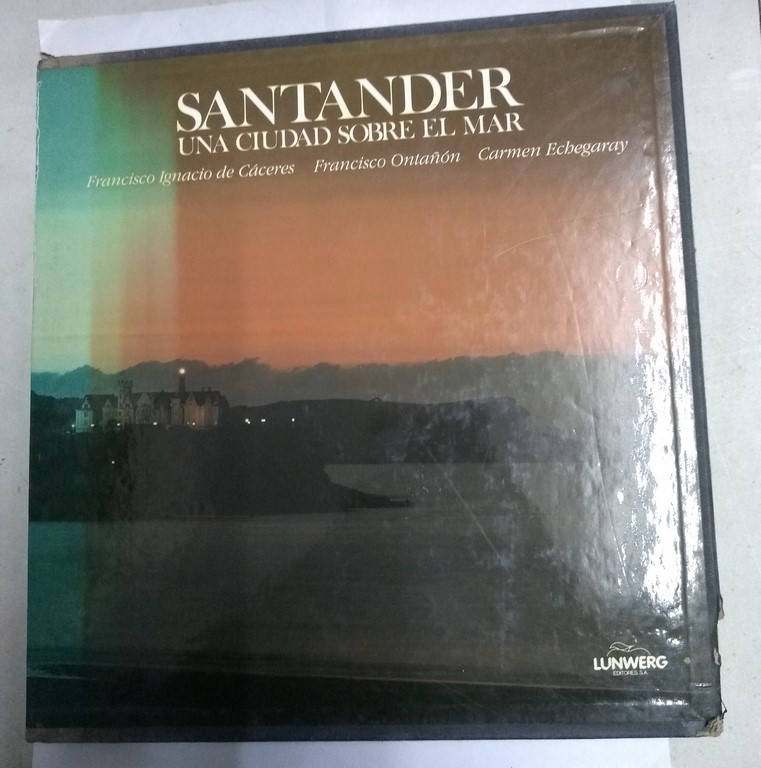 SANTANDER
UNA CIUDAD SOBRE EL MAR
Francisco Ignacio de Cáceres Francisco Ontañón Carmen Echegaray
LUNWERG
EDITORES, S.A.